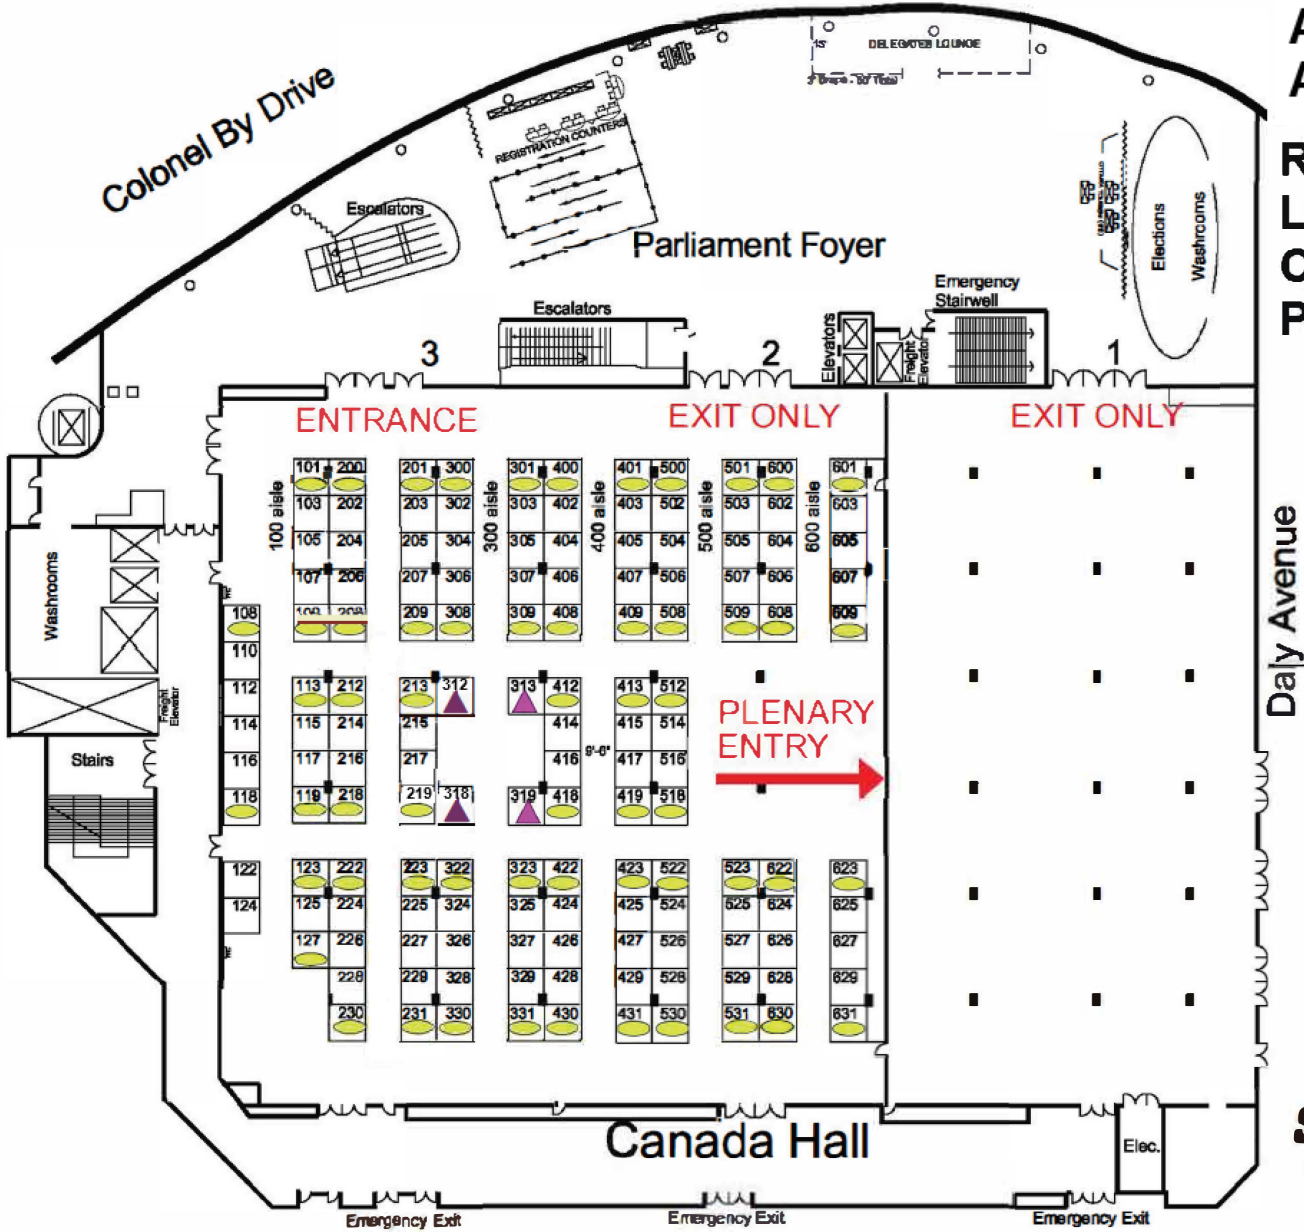 A
A
R
L
C
P
DELEGATES LOUNGE
15'
Colonel By Drive
REGISTRATION COUNTERS
Escalators
Parliament Foyer
Elections
Washrooms
Emergency
Stairwell
Escalators
Elevators
Freight
Elevator
3
2
1
ENTRANCE
EXIT ONLY
EXIT ONLY
100 aisle
300 aisle
400 aisle
500 aisle
600 aisle
101 200 201 300 301 400 401 500 501 600 601
103 202 203 302 303 402 403 502 503 602 603
105 204 205 304 305 404 405 504 505 604 605
107 206 207 306 307 406 407 506 507 606 607
108
208 209 308 309 408 409 508 509 608 609
110
112
113 212 213 312 313 412 413 512
114
115 214 215 414 415 514
116
117 216 217 416 9'-6" 417 516
118
119 218 219 318 319 418 419 518
PLENARY
ENTRY
Washrooms
Freight
Elevator
Stairs
Daly Avenue
122
123 222 223 322 323 422 423 522 523 622 623
124
125 224 225 324 325 424 425 524 525 624 625
127 226 227 326 327 426 427 526 527 626 627
228 229 328 329 428 429 528 529 628 629
230 231 330 331 430 431 530 531 630 631
Canada Hall
Elec.
S
Emergency Exit
Emergency Exit
Emergency Exit